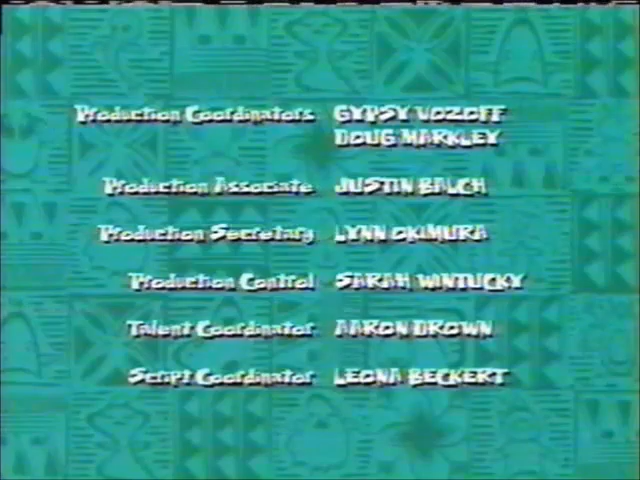 Production Coordinators GYPSY VOZOFF
DOUG MARKLEY
Production Associate JUSTIN BALCH
Production Secretary LYNN OKIMURA
Production Control SARAH WINTUCKY
Talent Coordinator AARON DROWN
Script Coordinator LEONA BECKERT